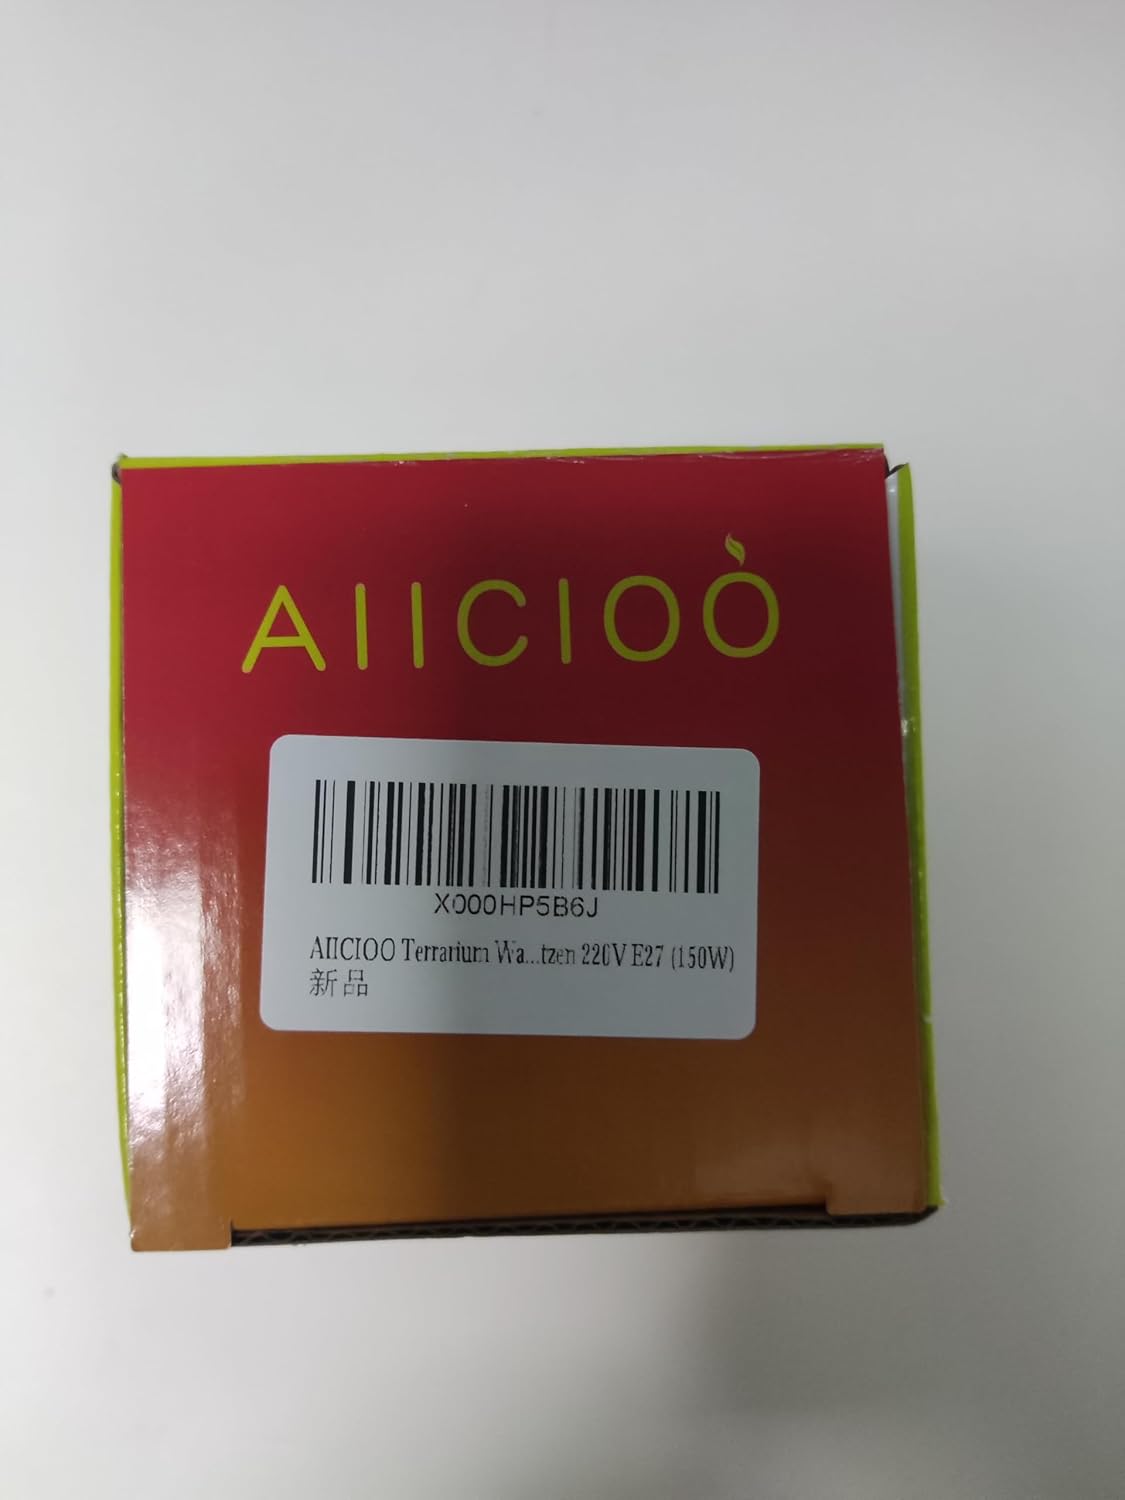 AIICIOO
X000HP5B6J
AIICIOO Terrarium Wa...tzen 220V E27 (150W)
新品